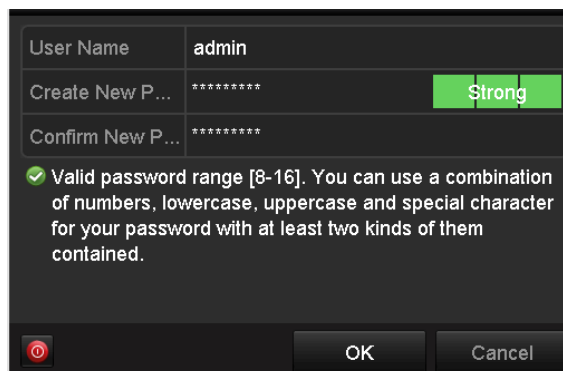 User Name admin
Create New P... ********* Strong
Confirm New P... *********
Valid password range [8-16]. You can use a combination
of numbers, lowercase, uppercase and special character
for your password with at least two kinds of them
contained.
OK Cancel